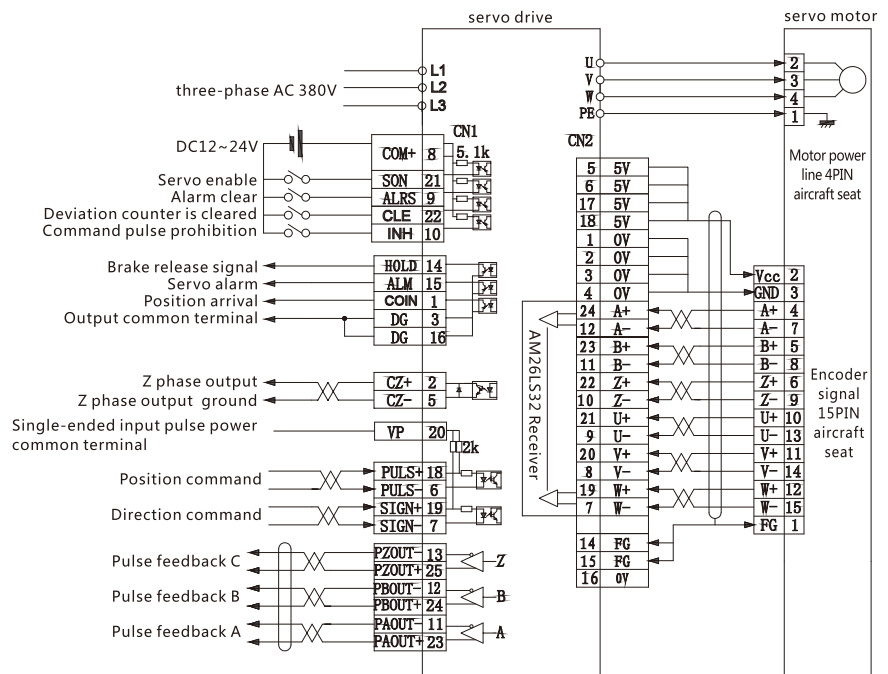 servo drive
servo motor
three-phase AC 380V
L1
L2
L3
U
V
W
PE
2
3
4
1
Motor power
line 4PIN
aircraft seat
CN1
DC12~24V
COM+ 8
5.1k
Servo enable SON 21
Alarm clear ALRS 9
Deviation counter is cleared CLE 22
Command pulse prohibition INH 10
Brake release signal HOLD 14
Servo alarm ALM 15
Position arrival COIN 1
Output common terminal DG 3
DG 16
Z phase output CZ+ 2
Z phase output ground CZ- 5
Single-ended input pulse power
common terminal
VP 20
2k
Position command
PULS+ 18
PULS- 6
Direction command
SIGN+ 19
SIGN- 7
Pulse feedback C
PZOUT- 13
PZOUT+ 25
Z
Pulse feedback B
PBOUT- 12
PBOUT+ 24
B
Pulse feedback A
PAOUT- 11
PAOUT+ 23
A
CN2
5 5V
6 5V
17 5V
18 5V
1 0V
2 0V
3 0V
4 0V
24 A+
12 A-
23 B+
11 B-
22 Z+
10 Z-
21 U+
9 U-
20 V+
8 V-
19 W+
7 W-
14 FG
15 FG
16 0V
AM26LS32 Receiver
Vcc 2
GND 3
A+ 4
A- 7
B+ 5
B- 8
Z+ 6
Z- 9
U+ 10
U- 13
V+ 11
V- 14
W+ 12
W- 15
FG 1
Encoder
signal
15PIN
aircraft
seat